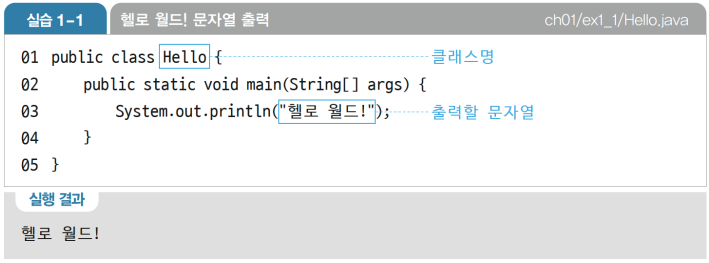 실습 1-1 헬로 월드! 문자열 출력 ch01/ex1_1/Hello.java
01 public class Hello { 클래스명
02 public static void main(String[] args) {
03 System.out.println("헬로 월드!"); 출력할 문자열
04 }
05 }
실행 결과
헬로 월드!